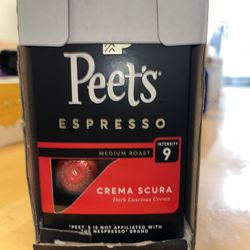 Peet's
ESPRESSO
MEDIUM ROAST
INTENSITY
9
CREMA SCURA
Dark Luscious Crema
*PEET'S IS NOT AFFILIATED WITH
THE NESPRESSO® BRAND